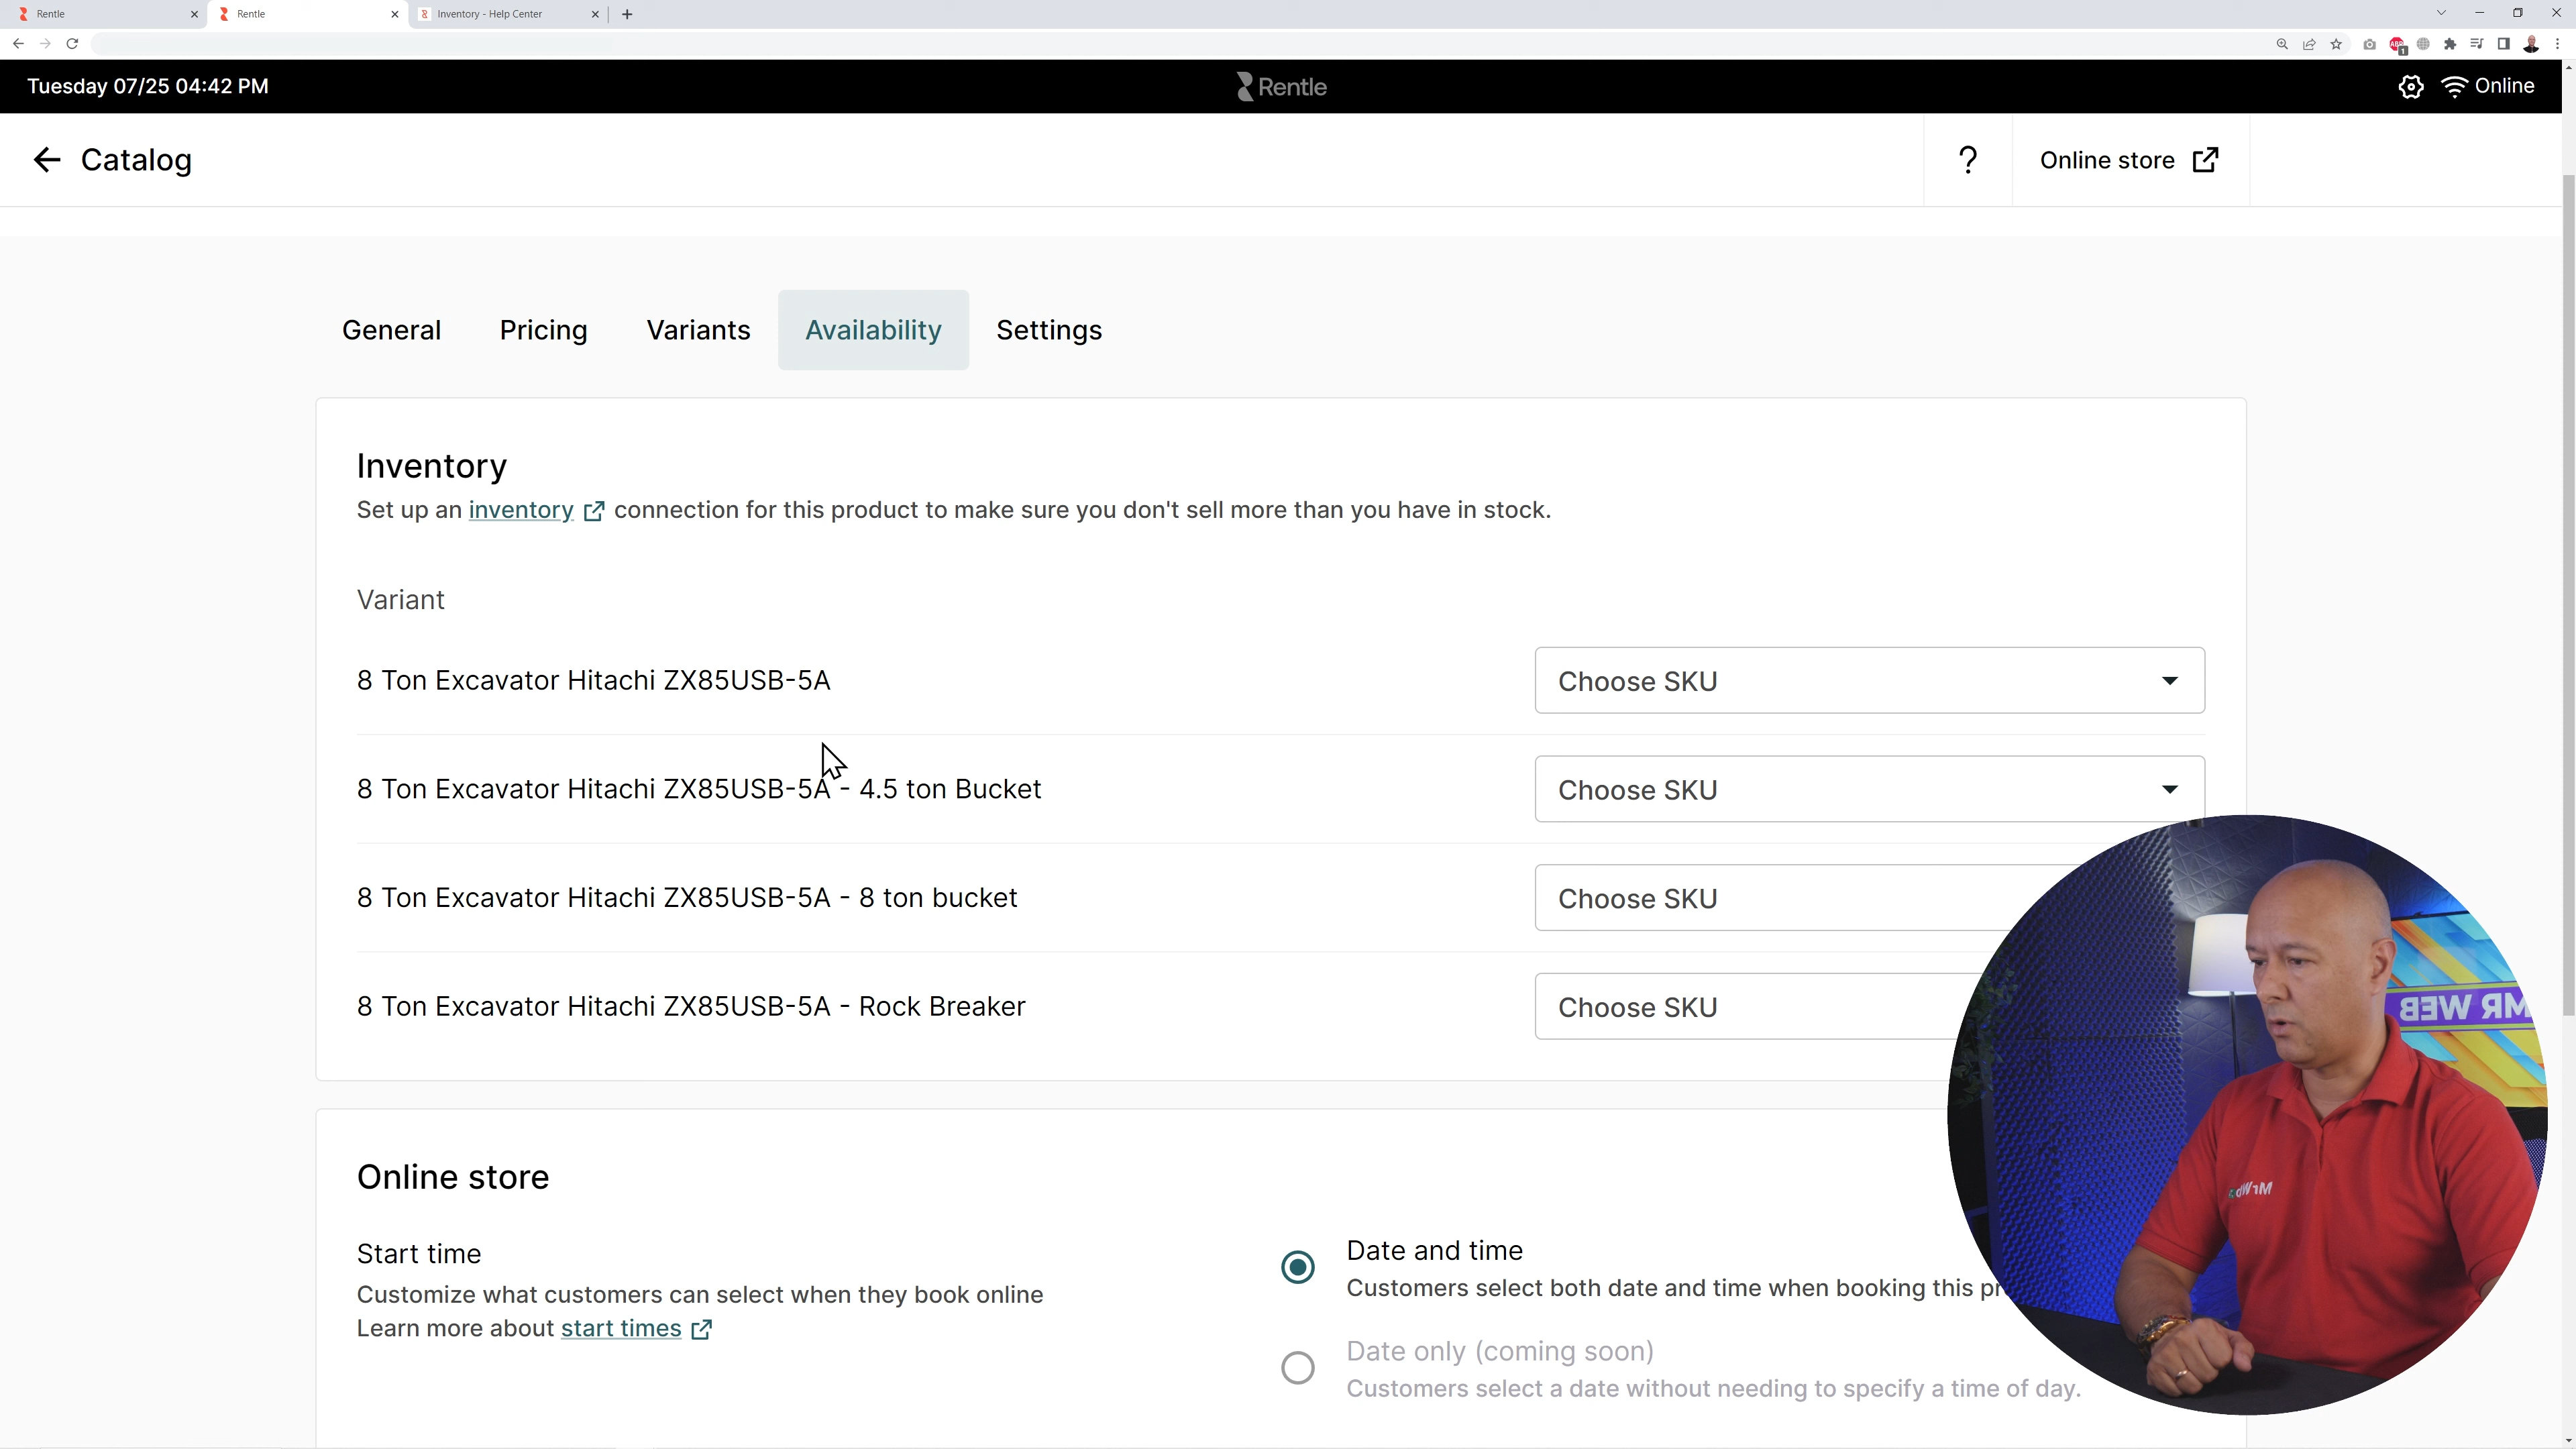 Rentle
Rentle
Inventory - Help Center
Tuesday 07/25 04:42 PM
Rentle
Online
Catalog
?
Online store
General
Pricing
Variants
Availability
Settings
Inventory
Set up an inventory connection for this product to make sure you don't sell more than you have in stock.
Variant
8 Ton Excavator Hitachi ZX85USB-5A
Choose SKU
8 Ton Excavator Hitachi ZX85USB-5A - 4.5 ton Bucket
Choose SKU
8 Ton Excavator Hitachi ZX85USB-5A - 8 ton bucket
Choose SKU
8 Ton Excavator Hitachi ZX85USB-5A - Rock Breaker
Choose SKU
MR WEB
Online store
Start time
Customize what customers can select when they book online
Learn more about start times
Date and time
Customers select both date and time when booking this
Date only (coming soon)
Customers select a date without needing to specify a time of day.